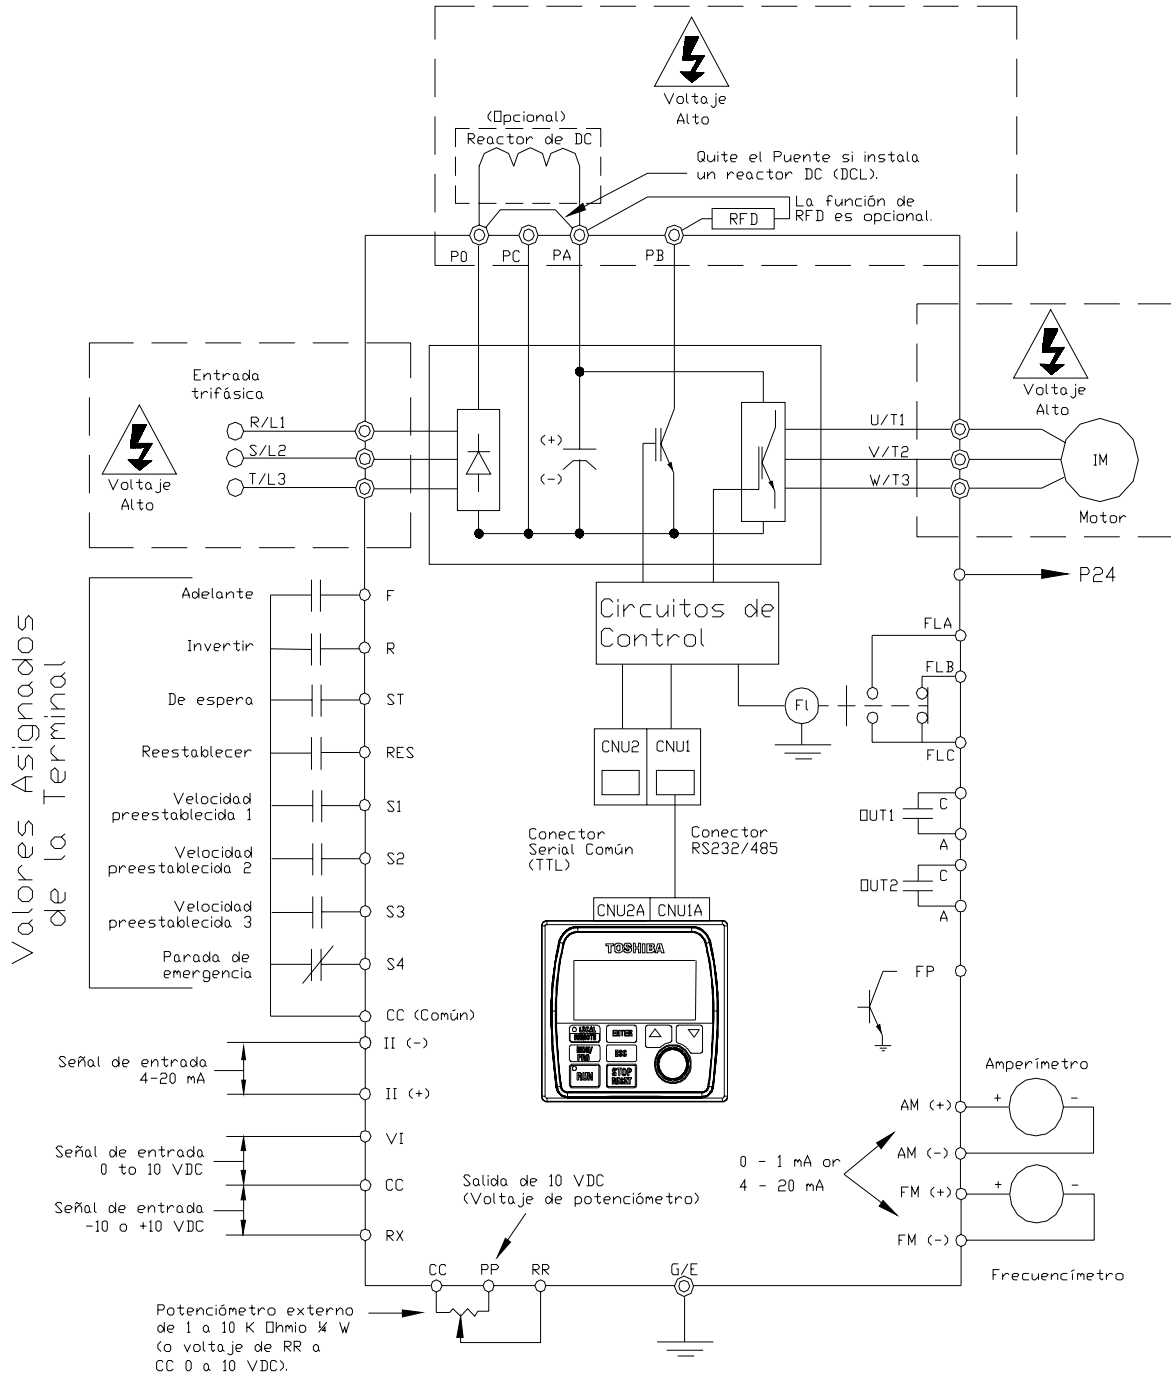 Voltaje
Alto
(Opcional)
Reactor de DC
Quite el Puente si instala
un reactor DC (DCL).
La función de
RFD es opcional.
RFD
PO
PC
PA
PB
Entrada
trifásica
R/L1
S/L2
T/L3
Voltaje
Alto
(+)
(-)
U/T1
V/T2
W/T3
Voltaje
Alto
IM
Motor
P24
Valores Asignados
de la Terminal
Adelante
F
Invertir
R
De espera
ST
Reestablecer
RES
Velocidad
preestablecida 1
S1
Velocidad
preestablecida 2
S2
Velocidad
preestablecida 3
S3
Parada de
emergencia
S4
CC (Común)
II (-)
Señal de entrada
4-20 mA
II (+)
VI
Señal de entrada
0 to 10 VDC
CC
Señal de entrada
-10 o +10 VDC
RX
Circuitos de
Control
CNU2
CNU1
Conector
Serial Común
(TTL)
Conector
RS232/485
CNU2A
CNU1A
TOSHIBA
LOCAL
REMOTE
ENTER
MON/
PRG
ESC
RUN
STOP
RESET
Fl
FLA
FLB
FLC
OUT1
C
A
OUT2
C
A
FP
Amperímetro
AM (+)
+
-
AM (-)
0 - 1 mA or
4 - 20 mA
FM (+)
+
-
FM (-)
Frecuencímetro
Salida de 10 VDC
(Voltaje de potenciómetro)
CC
PP
RR
G/E
Potenciómetro externo
de 1 a 10 K Ohmio ¼ W
(o voltaje de RR a
CC 0 a 10 VDC).